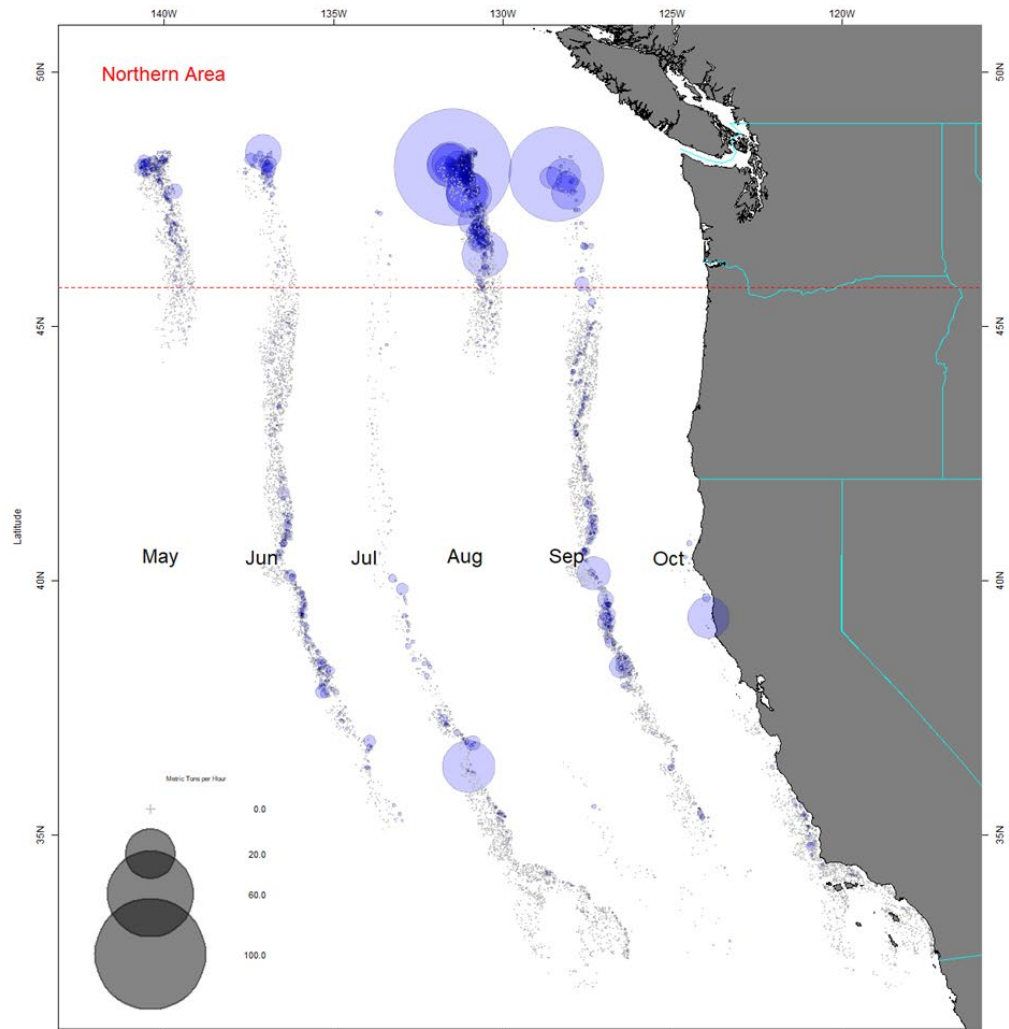 140W 135W 130W 125W 120W
50N 50N
Northern Area
45N 45N
Latitude
May Jun Jul Aug Sep Oct
40N 40N
Metric Tons per Hour
0.0
35N 35N
20.0
60.0
100.0